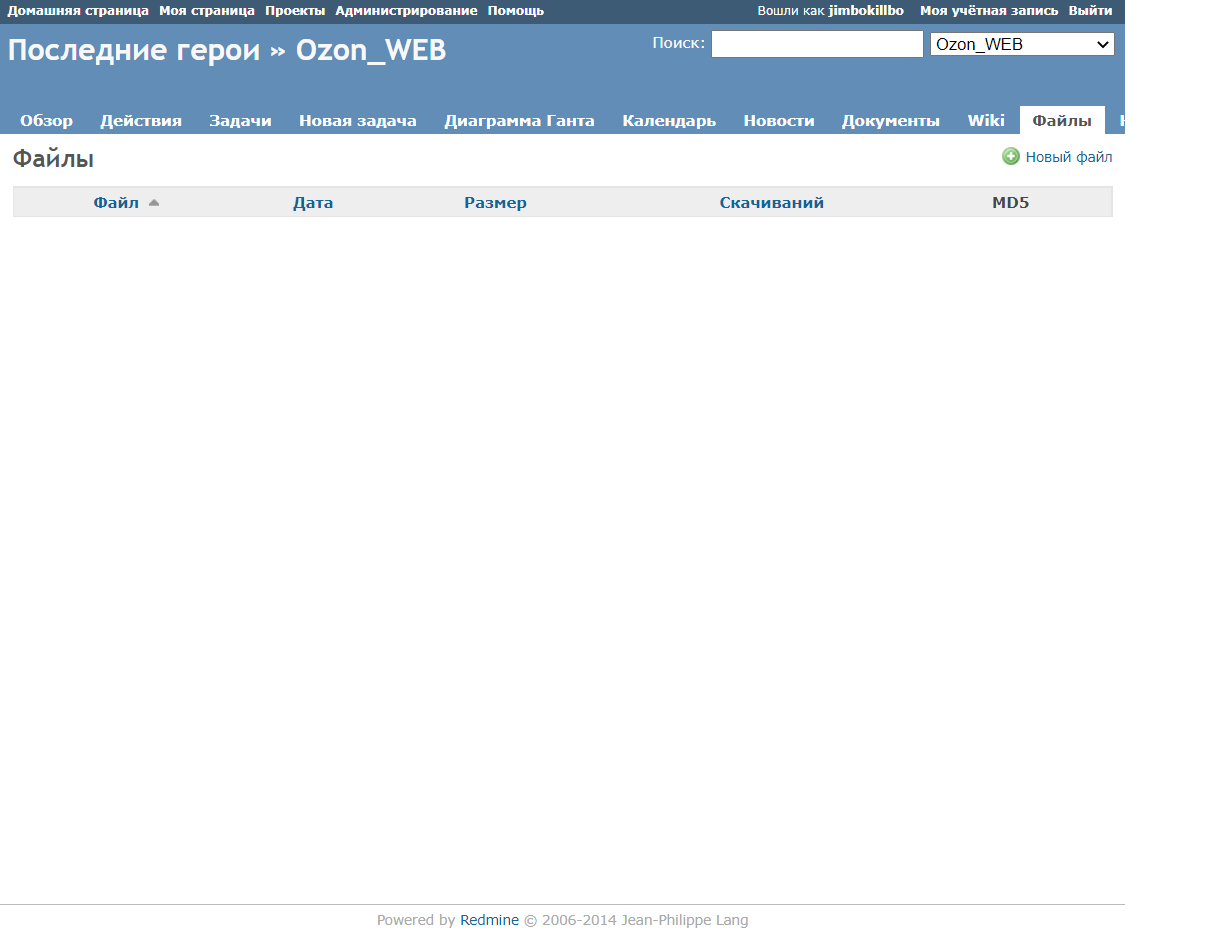 Домашняя страница Моя страница Проекты Администрирование Помощь Вошли как jimbokillbo Моя учётная запись Выйти
Последние герои » Ozon_WEB Поиск: Ozon_WEB
Обзор Действия Задачи Новая задача Диаграмма Ганта Календарь Новости Документы Wiki Файлы
Файлы Новый файл
Файл Дата Размер Скачиваний MD5
Powered by Redmine © 2006-2014 Jean-Philippe Lang